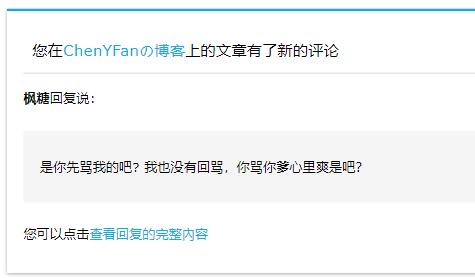 您在ChenYFanの博客上的文章有了新的评论
枫糖回复说：
是你先骂我的吧? 我也没有回骂，你骂你爹心里爽是吧?
您可以点击查看回复的完整内容